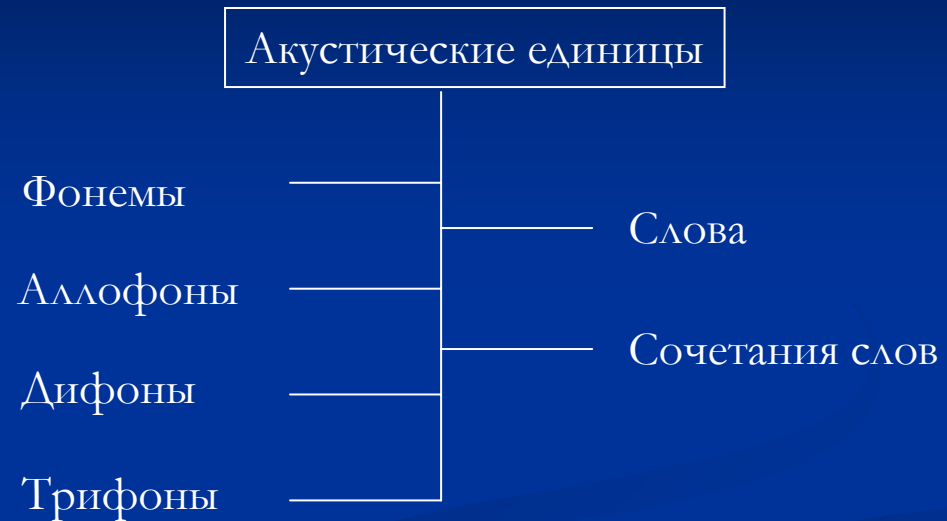 Акустические единицы
Фонемы
Аллофоны
Дифоны
Трифоны
Слова
Сочетания слов